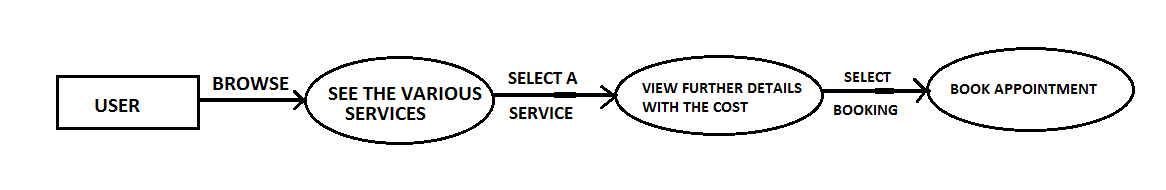 USER
BROWSE
SEE THE VARIOUS
SERVICES
SELECT A
SERVICE
VIEW FURTHER DETAILS
WITH THE COST
SELECT
BOOKING
BOOK APPOINTMENT